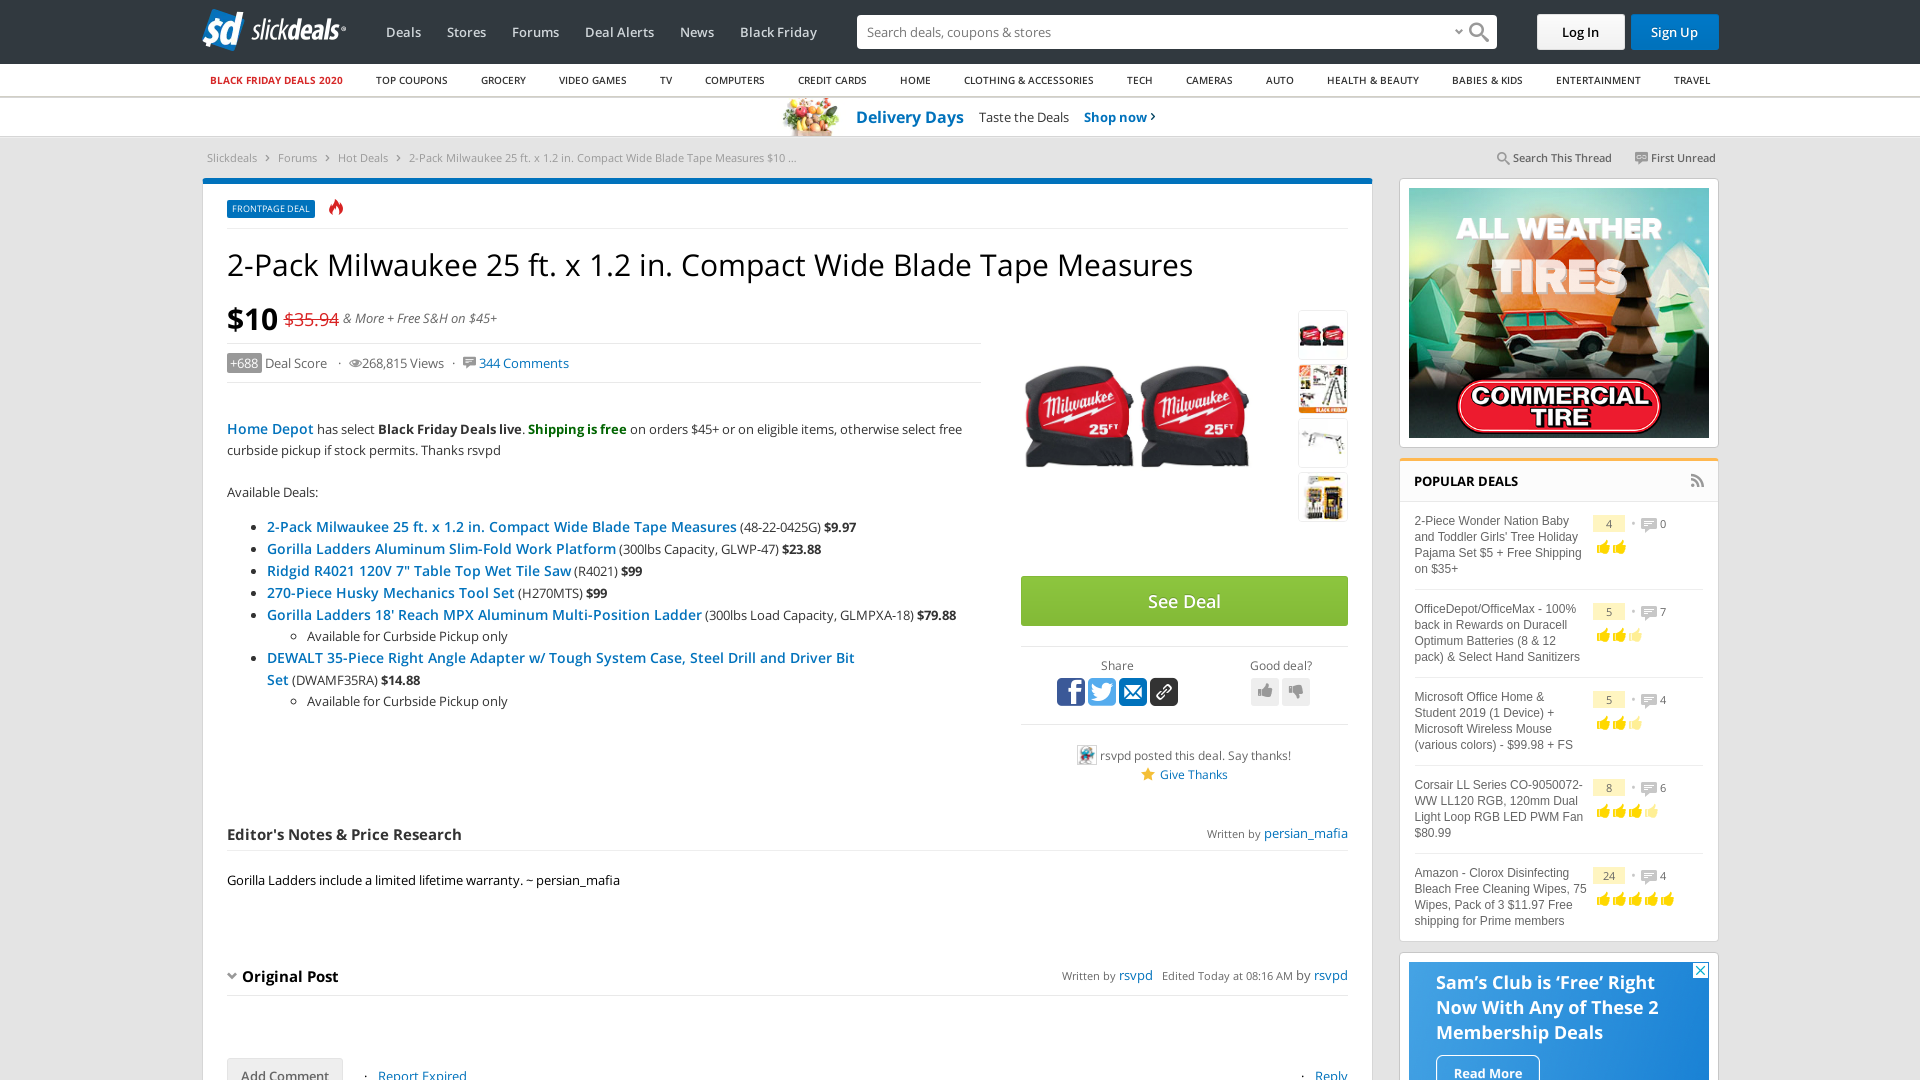 sd slickdeals
Deals
Stores
Forums
Deal Alerts
News
Black Friday
Search deals, coupons & stores
Log In
Sign Up
BLACK FRIDAY DEALS 2020
TOP COUPONS
GROCERY
VIDEO GAMES
TV
COMPUTERS
CREDIT CARDS
HOME
CLOTHING & ACCESSORIES
TECH
CAMERAS
AUTO
HEALTH & BEAUTY
BABIES & KIDS
ENTERTAINMENT
TRAVEL
Delivery Days Taste the Deals Shop now
Slickdeals > Forums > Hot Deals > 2-Pack Milwaukee 25 ft. x 1.2 in. Compact Wide Blade Tape Measures $10 ...
Search This Thread
First Unread
FRONTPAGE DEAL
2-Pack Milwaukee 25 ft. x 1.2 in. Compact Wide Blade Tape Measures
$10 $35.94 & More + Free S&H on $45+
+688 Deal Score · 268,815 Views · 344 Comments
Home Depot has select Black Friday Deals live. Shipping is free on orders $45+ or on eligible items, otherwise select free
curbside pickup if stock permits. Thanks rsvpd
Available Deals:
2-Pack Milwaukee 25 ft. x 1.2 in. Compact Wide Blade Tape Measures (48-22-0425G) $9.97
Gorilla Ladders Aluminum Slim-Fold Work Platform (300lbs Capacity, GLWP-47) $23.88
Ridgid R4021 120V 7" Table Top Wet Tile Saw (R4021) $99
270-Piece Husky Mechanics Tool Set (H270MTS) $99
Gorilla Ladders 18' Reach MPX Aluminum Multi-Position Ladder (300lbs Load Capacity, GLMPXA-18) $79.88
Available for Curbside Pickup only
DEWALT 35-Piece Right Angle Adapter w/ Tough System Case, Steel Drill and Driver Bit
Set (DWAMF35RA) $14.88
Available for Curbside Pickup only
Milwaukee 25FT
Milwaukee 25FT
BLACK FRIDAY
See Deal
Share
Good deal?
rsvpd posted this deal. Say thanks!
Give Thanks
Editor's Notes & Price Research
Written by persian_mafia
Gorilla Ladders include a limited lifetime warranty. ~ persian_mafia
Original Post
Written by rsvpd Edited Today at 08:16 AM by rsvpd
Add Comment · Report Expired
· Reply
ALL WEATHER
TIRES
COMMERCIAL
TIRE
POPULAR DEALS
2-Piece Wonder Nation Baby
and Toddler Girls' Tree Holiday
Pajama Set $5 + Free Shipping
on $35+
4 • 0
OfficeDepot/OfficeMax - 100%
back in Rewards on Duracell
Optimum Batteries (8 & 12
pack) & Select Hand Sanitizers
5 • 7
Microsoft Office Home &
Student 2019 (1 Device) +
Microsoft Wireless Mouse
(various colors) - $99.98 + FS
5 • 4
Corsair LL Series CO-9050072-
WW LL120 RGB, 120mm Dual
Light Loop RGB LED PWM Fan
$80.99
8 • 6
Amazon - Clorox Disinfecting
Bleach Free Cleaning Wipes, 75
Wipes, Pack of 3 $11.97 Free
shipping for Prime members
24 • 4
Sam's Club is 'Free' Right
Now With Any of These 2
Membership Deals
Read More